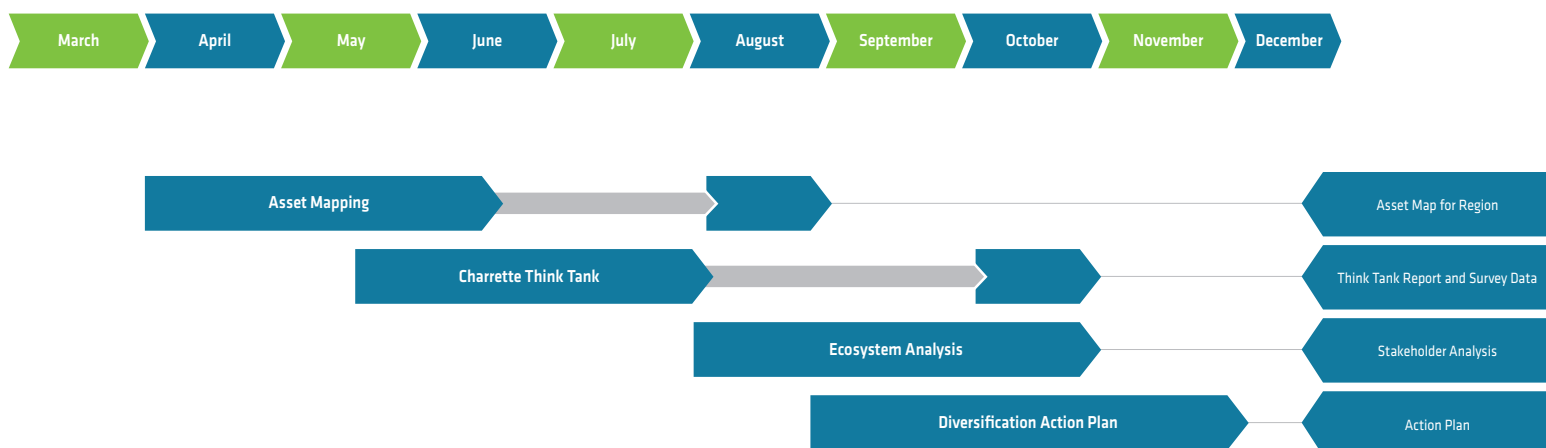 March April May June July August September October November December
Asset Mapping Asset Map for Region
Charrette Think Tank Think Tank Report and Survey Data
Ecosystem Analysis Stakeholder Analysis
Diversification Action Plan Action Plan